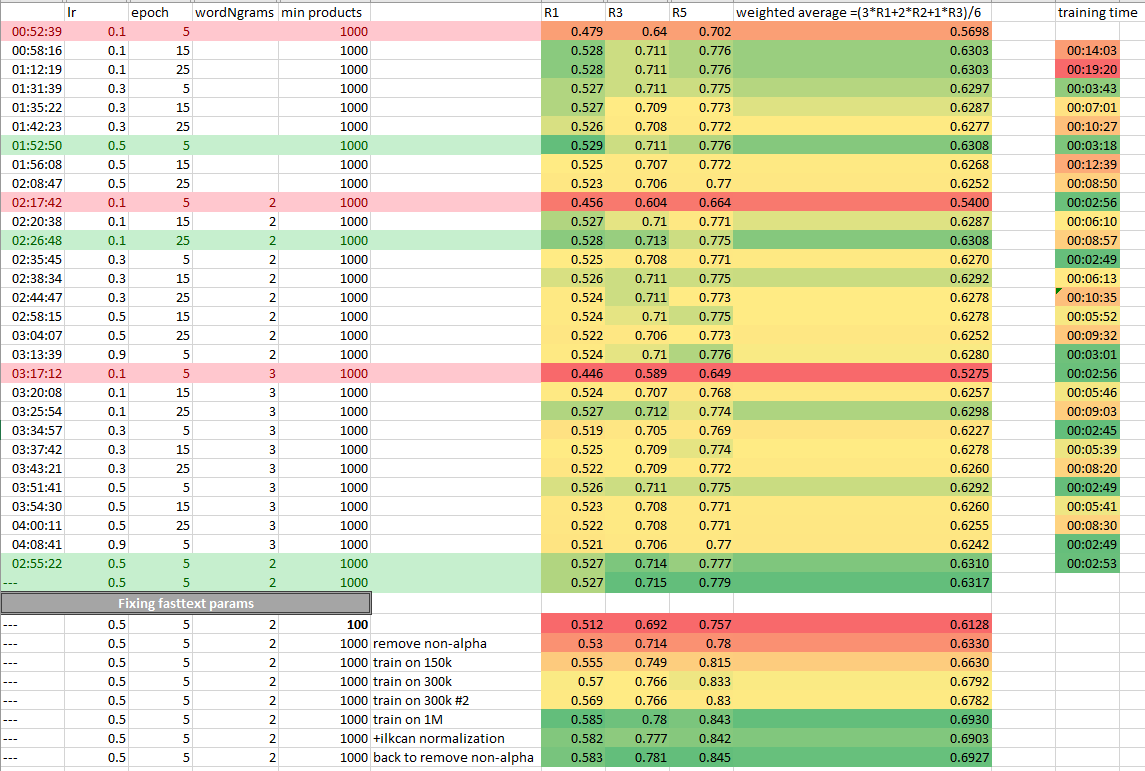 lr epoch wordNgrams min products R1 R3 R5 weighted average =(3*R1+2*R2+1*R3)/6 training time
00:52:39 0.1 5 1000 0.479 0.64 0.702 0.5698
00:58:16 0.1 15 1000 0.528 0.711 0.776 0.6303 00:14:03
01:12:19 0.1 25 1000 0.528 0.711 0.776 0.6303 00:19:20
01:31:39 0.3 5 1000 0.527 0.711 0.775 0.6297 00:03:43
01:35:22 0.3 15 1000 0.527 0.709 0.773 0.6287 00:07:01
01:42:23 0.3 25 1000 0.526 0.708 0.772 0.6277 00:10:27
01:52:50 0.5 5 1000 0.529 0.711 0.776 0.6308 00:03:18
01:56:08 0.5 15 1000 0.525 0.707 0.772 0.6268 00:12:39
02:08:47 0.5 25 1000 0.523 0.706 0.77 0.6252 00:08:50
02:17:42 0.1 5 2 1000 0.456 0.604 0.664 0.5400 00:02:56
02:20:38 0.1 15 2 1000 0.527 0.71 0.771 0.6287 00:06:10
02:26:48 0.1 25 2 1000 0.528 0.713 0.775 0.6308 00:08:57
02:35:45 0.3 5 2 1000 0.525 0.708 0.771 0.6270 00:02:49
02:38:34 0.3 15 2 1000 0.526 0.711 0.775 0.6292 00:06:13
02:44:47 0.3 25 2 1000 0.524 0.711 0.773 0.6278 00:10:35
02:58:15 0.5 15 2 1000 0.524 0.71 0.775 0.6278 00:05:52
03:04:07 0.5 25 2 1000 0.522 0.706 0.773 0.6252 00:09:32
03:13:39 0.9 5 2 1000 0.524 0.71 0.776 0.6280 00:03:01
03:17:12 0.1 5 3 1000 0.446 0.589 0.649 0.5275 00:02:56
03:20:08 0.1 15 3 1000 0.524 0.707 0.768 0.6257 00:05:46
03:25:54 0.1 25 3 1000 0.527 0.712 0.774 0.6298 00:09:03
03:34:57 0.3 5 3 1000 0.519 0.705 0.769 0.6227 00:02:45
03:37:42 0.3 15 3 1000 0.525 0.709 0.774 0.6278 00:05:39
03:43:21 0.3 25 3 1000 0.522 0.709 0.772 0.6260 00:08:20
03:51:41 0.5 5 3 1000 0.526 0.711 0.775 0.6292 00:02:49
03:54:30 0.5 15 3 1000 0.523 0.708 0.771 0.6260 00:05:41
04:00:11 0.5 25 3 1000 0.522 0.708 0.771 0.6255 00:08:30
04:08:41 0.9 5 3 1000 0.521 0.706 0.77 0.6242 00:02:49
02:55:22 0.5 5 2 1000 0.527 0.714 0.777 0.6310 00:02:53
--- 0.5 5 2 1000 0.527 0.715 0.779 0.6317
Fixing fasttext params
--- 0.5 5 2 100 0.512 0.692 0.757 0.6128
--- 0.5 5 2 1000 remove non-alpha 0.53 0.714 0.78 0.6330
--- 0.5 5 2 1000 train on 150k 0.555 0.749 0.815 0.6630
--- 0.5 5 2 1000 train on 300k 0.57 0.766 0.833 0.6792
--- 0.5 5 2 1000 train on 300k #2 0.569 0.766 0.83 0.6782
--- 0.5 5 2 1000 train on 1M 0.585 0.78 0.843 0.6930
--- 0.5 5 2 1000 +ilkcan normalization 0.582 0.777 0.842 0.6903
--- 0.5 5 2 1000 back to remove non-alpha 0.583 0.781 0.845 0.6927